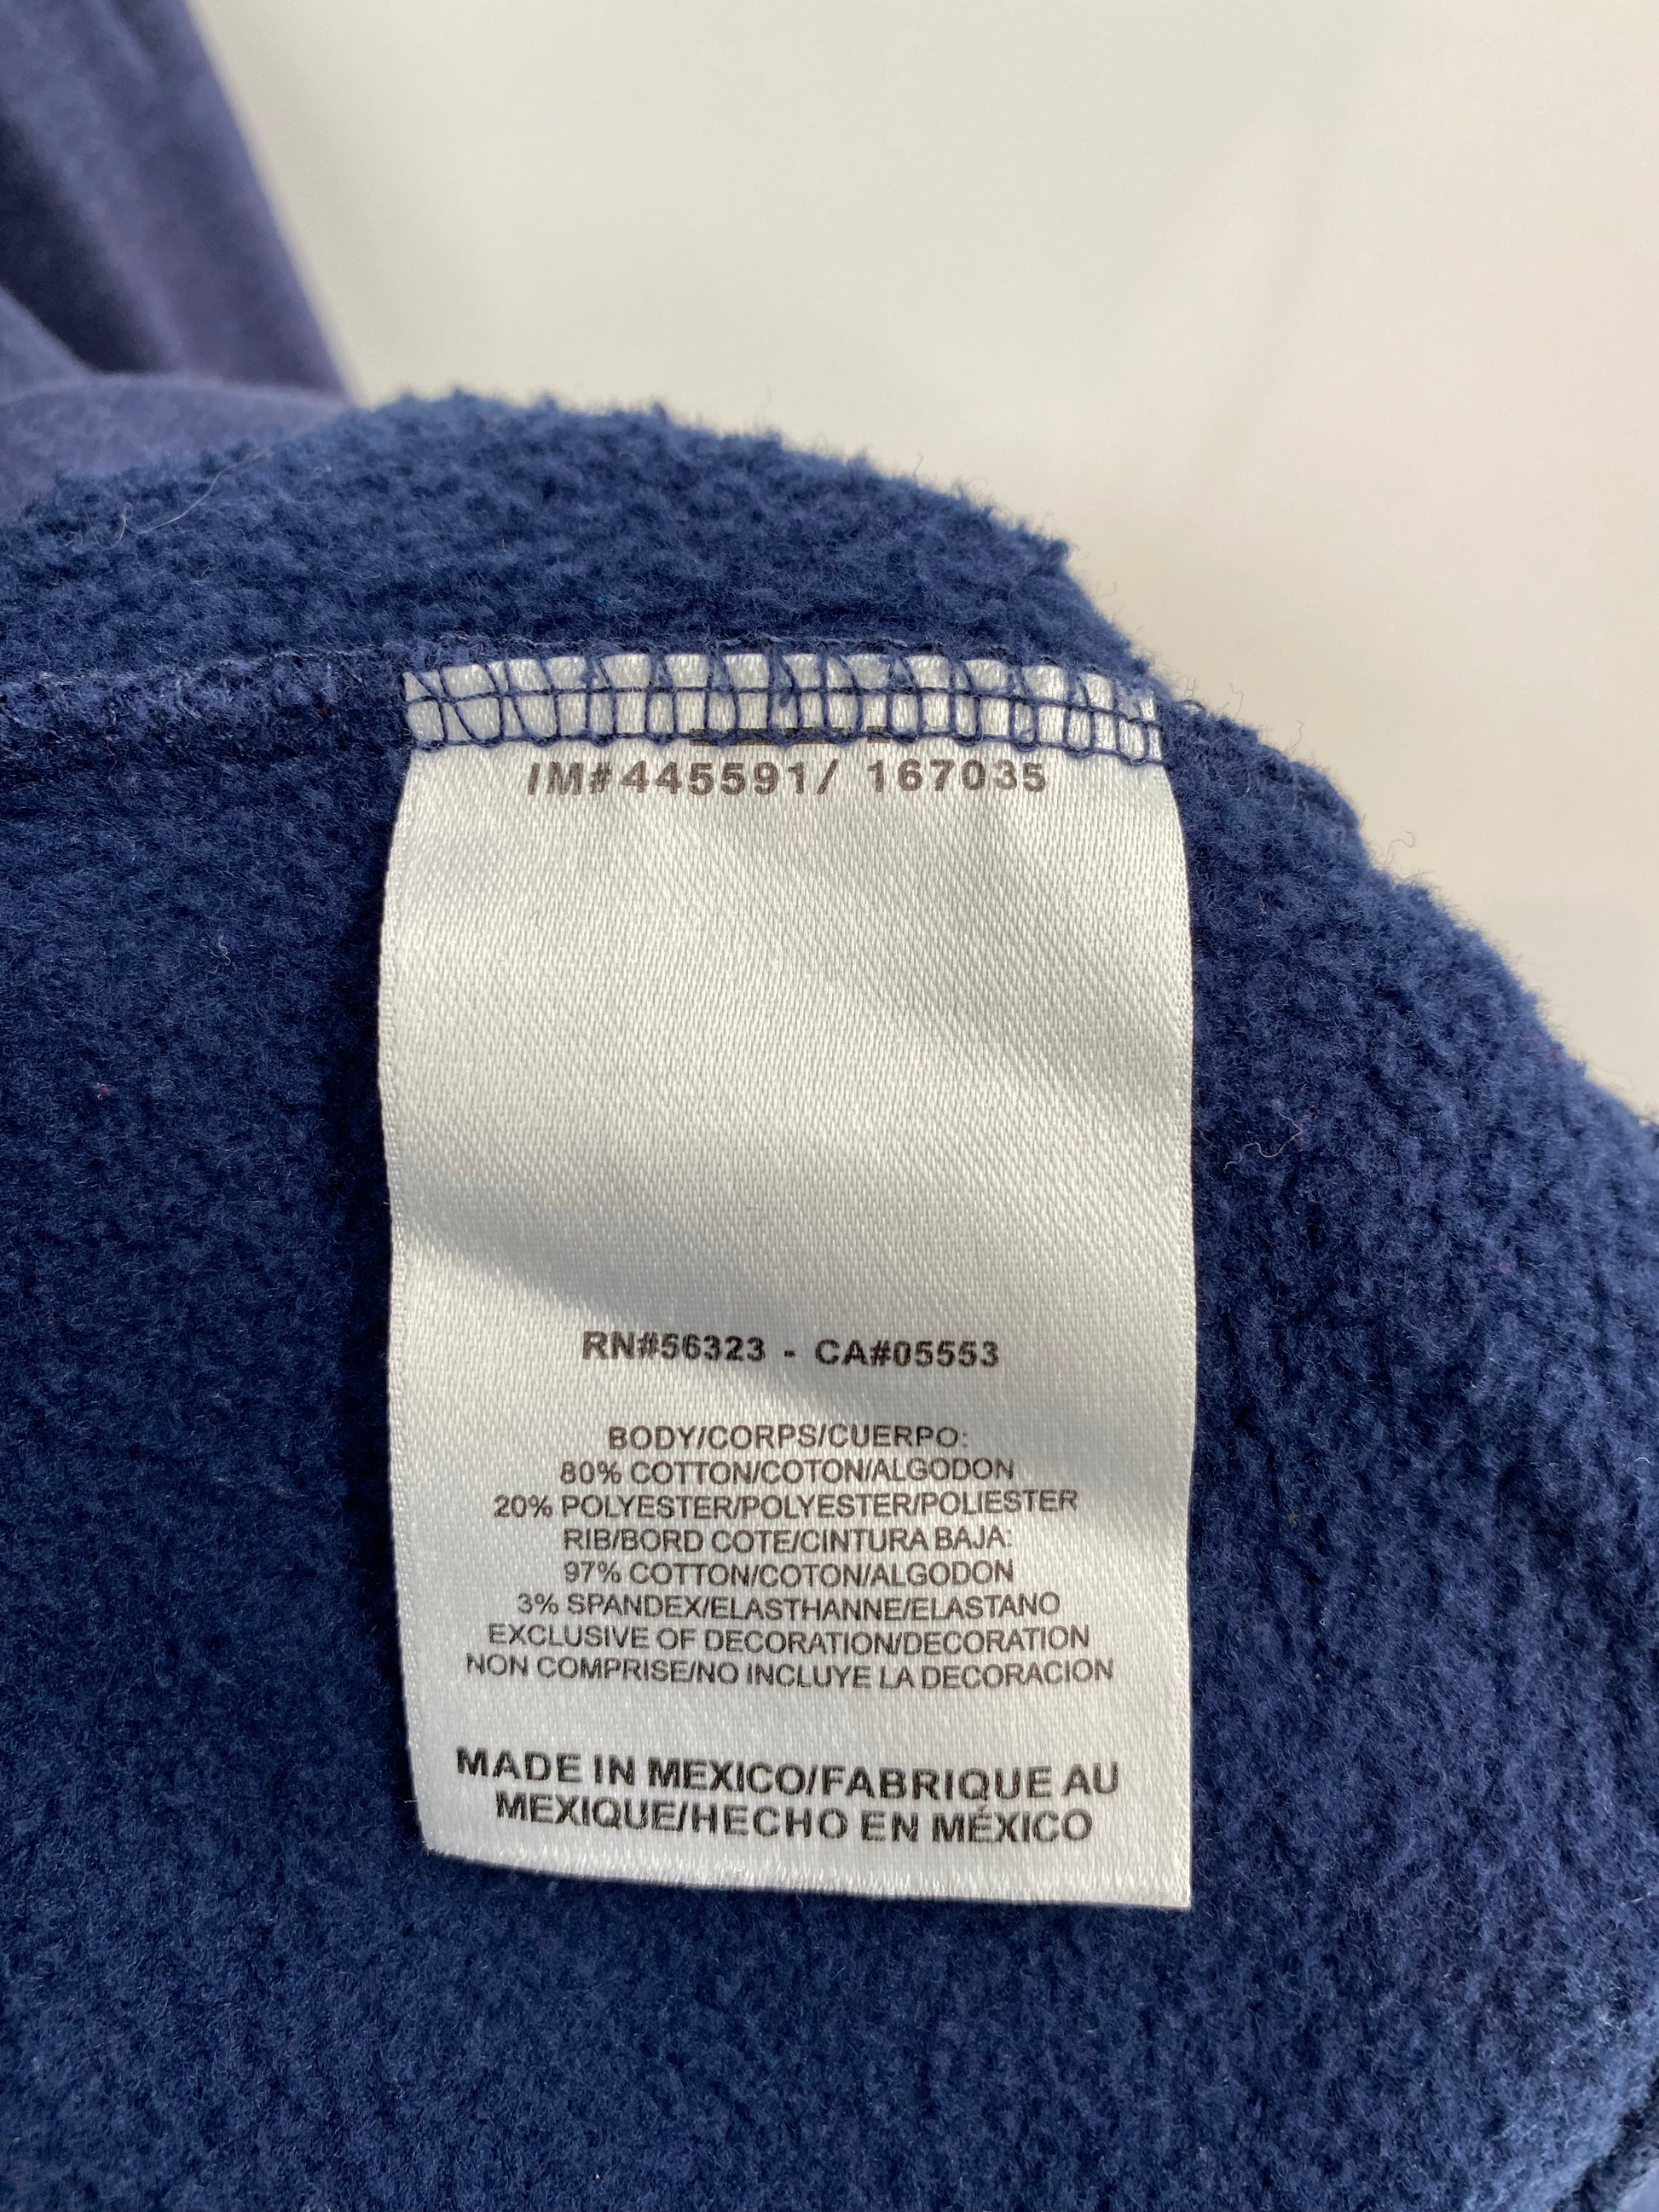 IM#445591/ 167035
RN#56323 - CA#05553
BODY/CORPS/CUERPO:
80% COTTON/COTON/ALGODON
20% POLYESTER/POLYESTER/POLIESTER
RIB/BORD COTE/CINTURA BAJA:
97% COTTON/COTON/ALGODON
3% SPANDEX/ELASTHANNE/ELASTANO
EXCLUSIVE OF DECORATION/DECORATION
NON COMPRISE/NO INCLUYE LA DECORACION
MADE IN MEXICO/FABRIQUE AU
MEXIQUE/HECHO EN MÉXICO